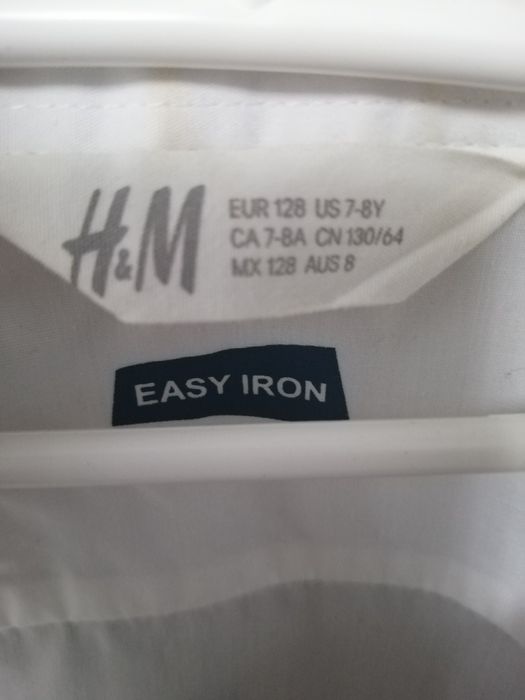 H&M
EUR 128 US 7-8Y
CA 7-8A CN 130/64
MX 128 AUS 8
EASY IRON